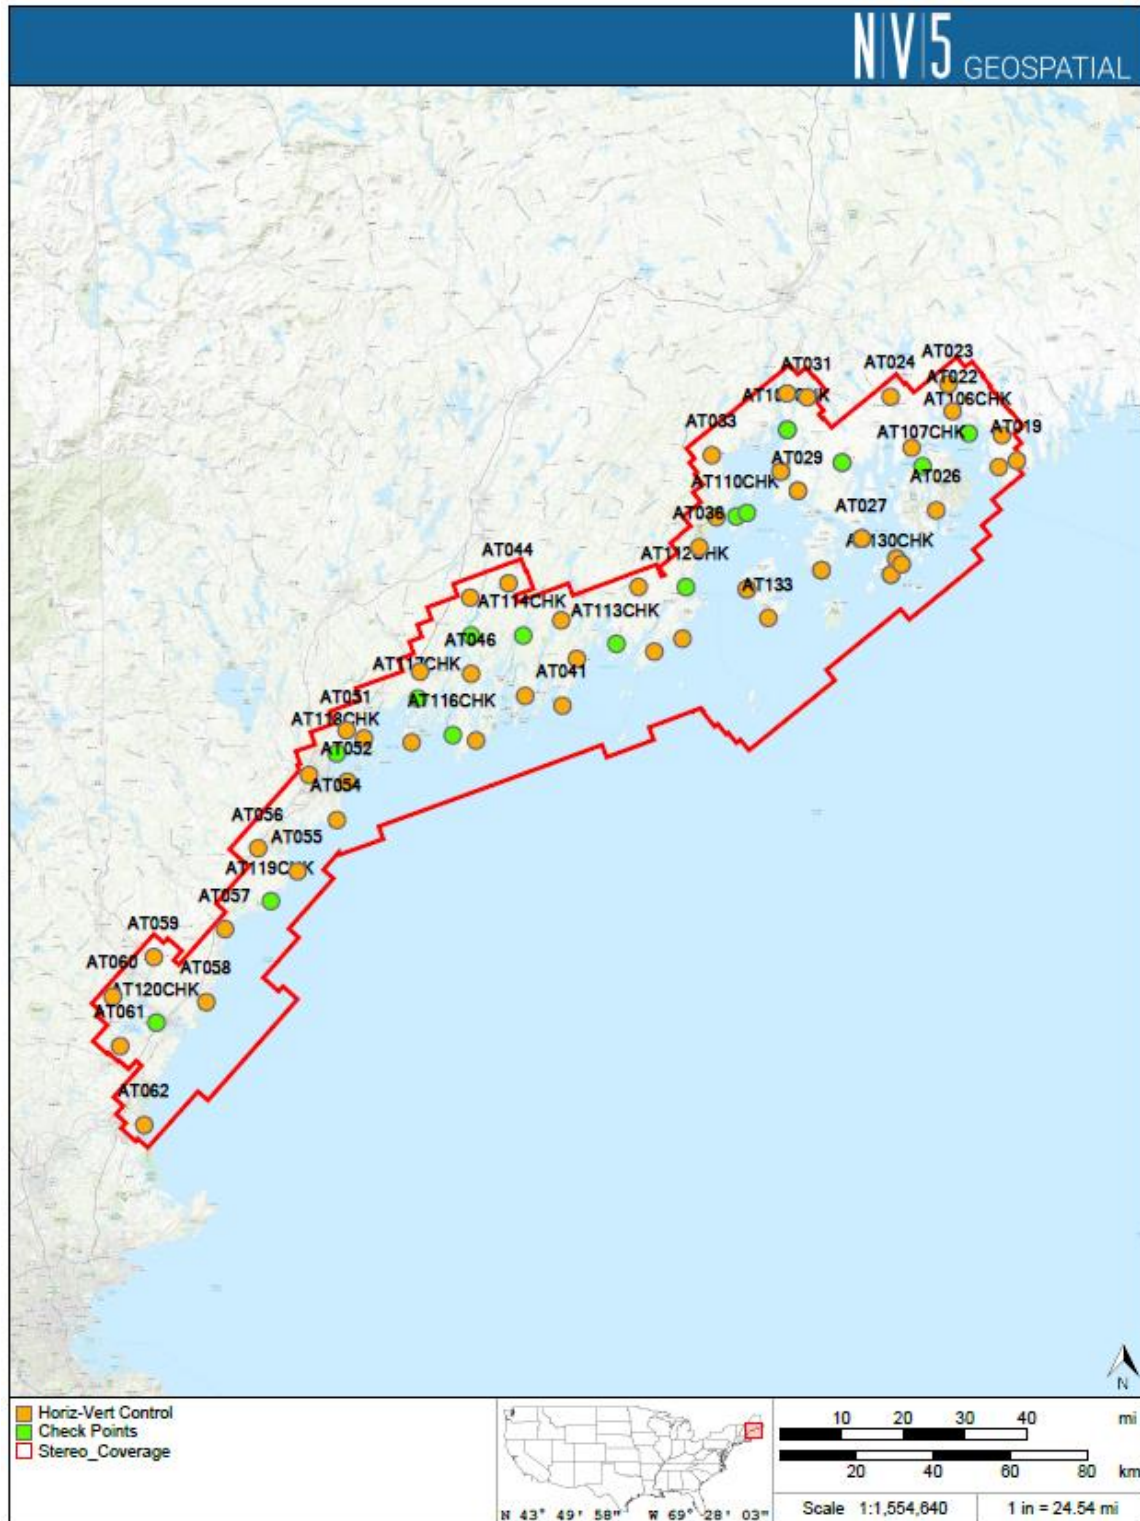 NV5 GEOSPATIAL
AT023
AT031
AT024
AT022
AT106CHK
AT033
AT107CHK
AT019
AT029
AT110CHK
AT026
AT027
AT036
AT130CHK
AT044
AT112CHK
AT133
AT114CHK
AT113CHK
AT046
AT117CHK
AT041
AT051
AT116CHK
AT118CHK
AT052
AT054
AT056
AT055
AT119CHK
AT057
AT059
AT060
AT058
AT120CHK
AT061
AT062
N
Horiz-Vert Control
Check Points
Stereo_Coverage
N 43° 49' 58" W 69° 28' 03"
10 20 30 40 mi
20 40 60 80 km
Scale 1:1,554,640
1 in = 24.54 mi